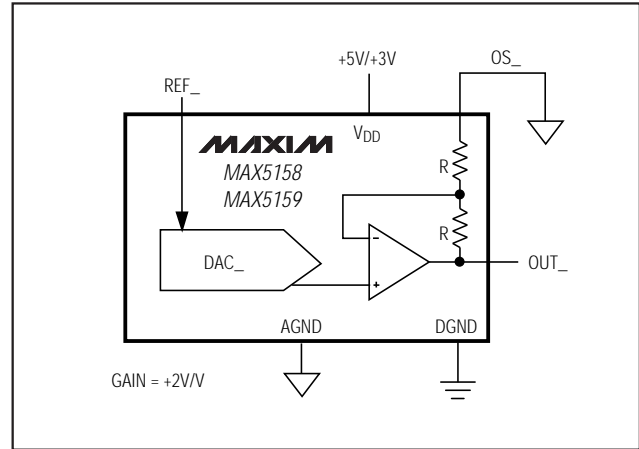 +5V/+3V
OS_
REF_
VDD
MAXIM
MAX5158
MAX5159
R
R
DAC_
−
+
OUT_
AGND
DGND
GAIN = +2V/V